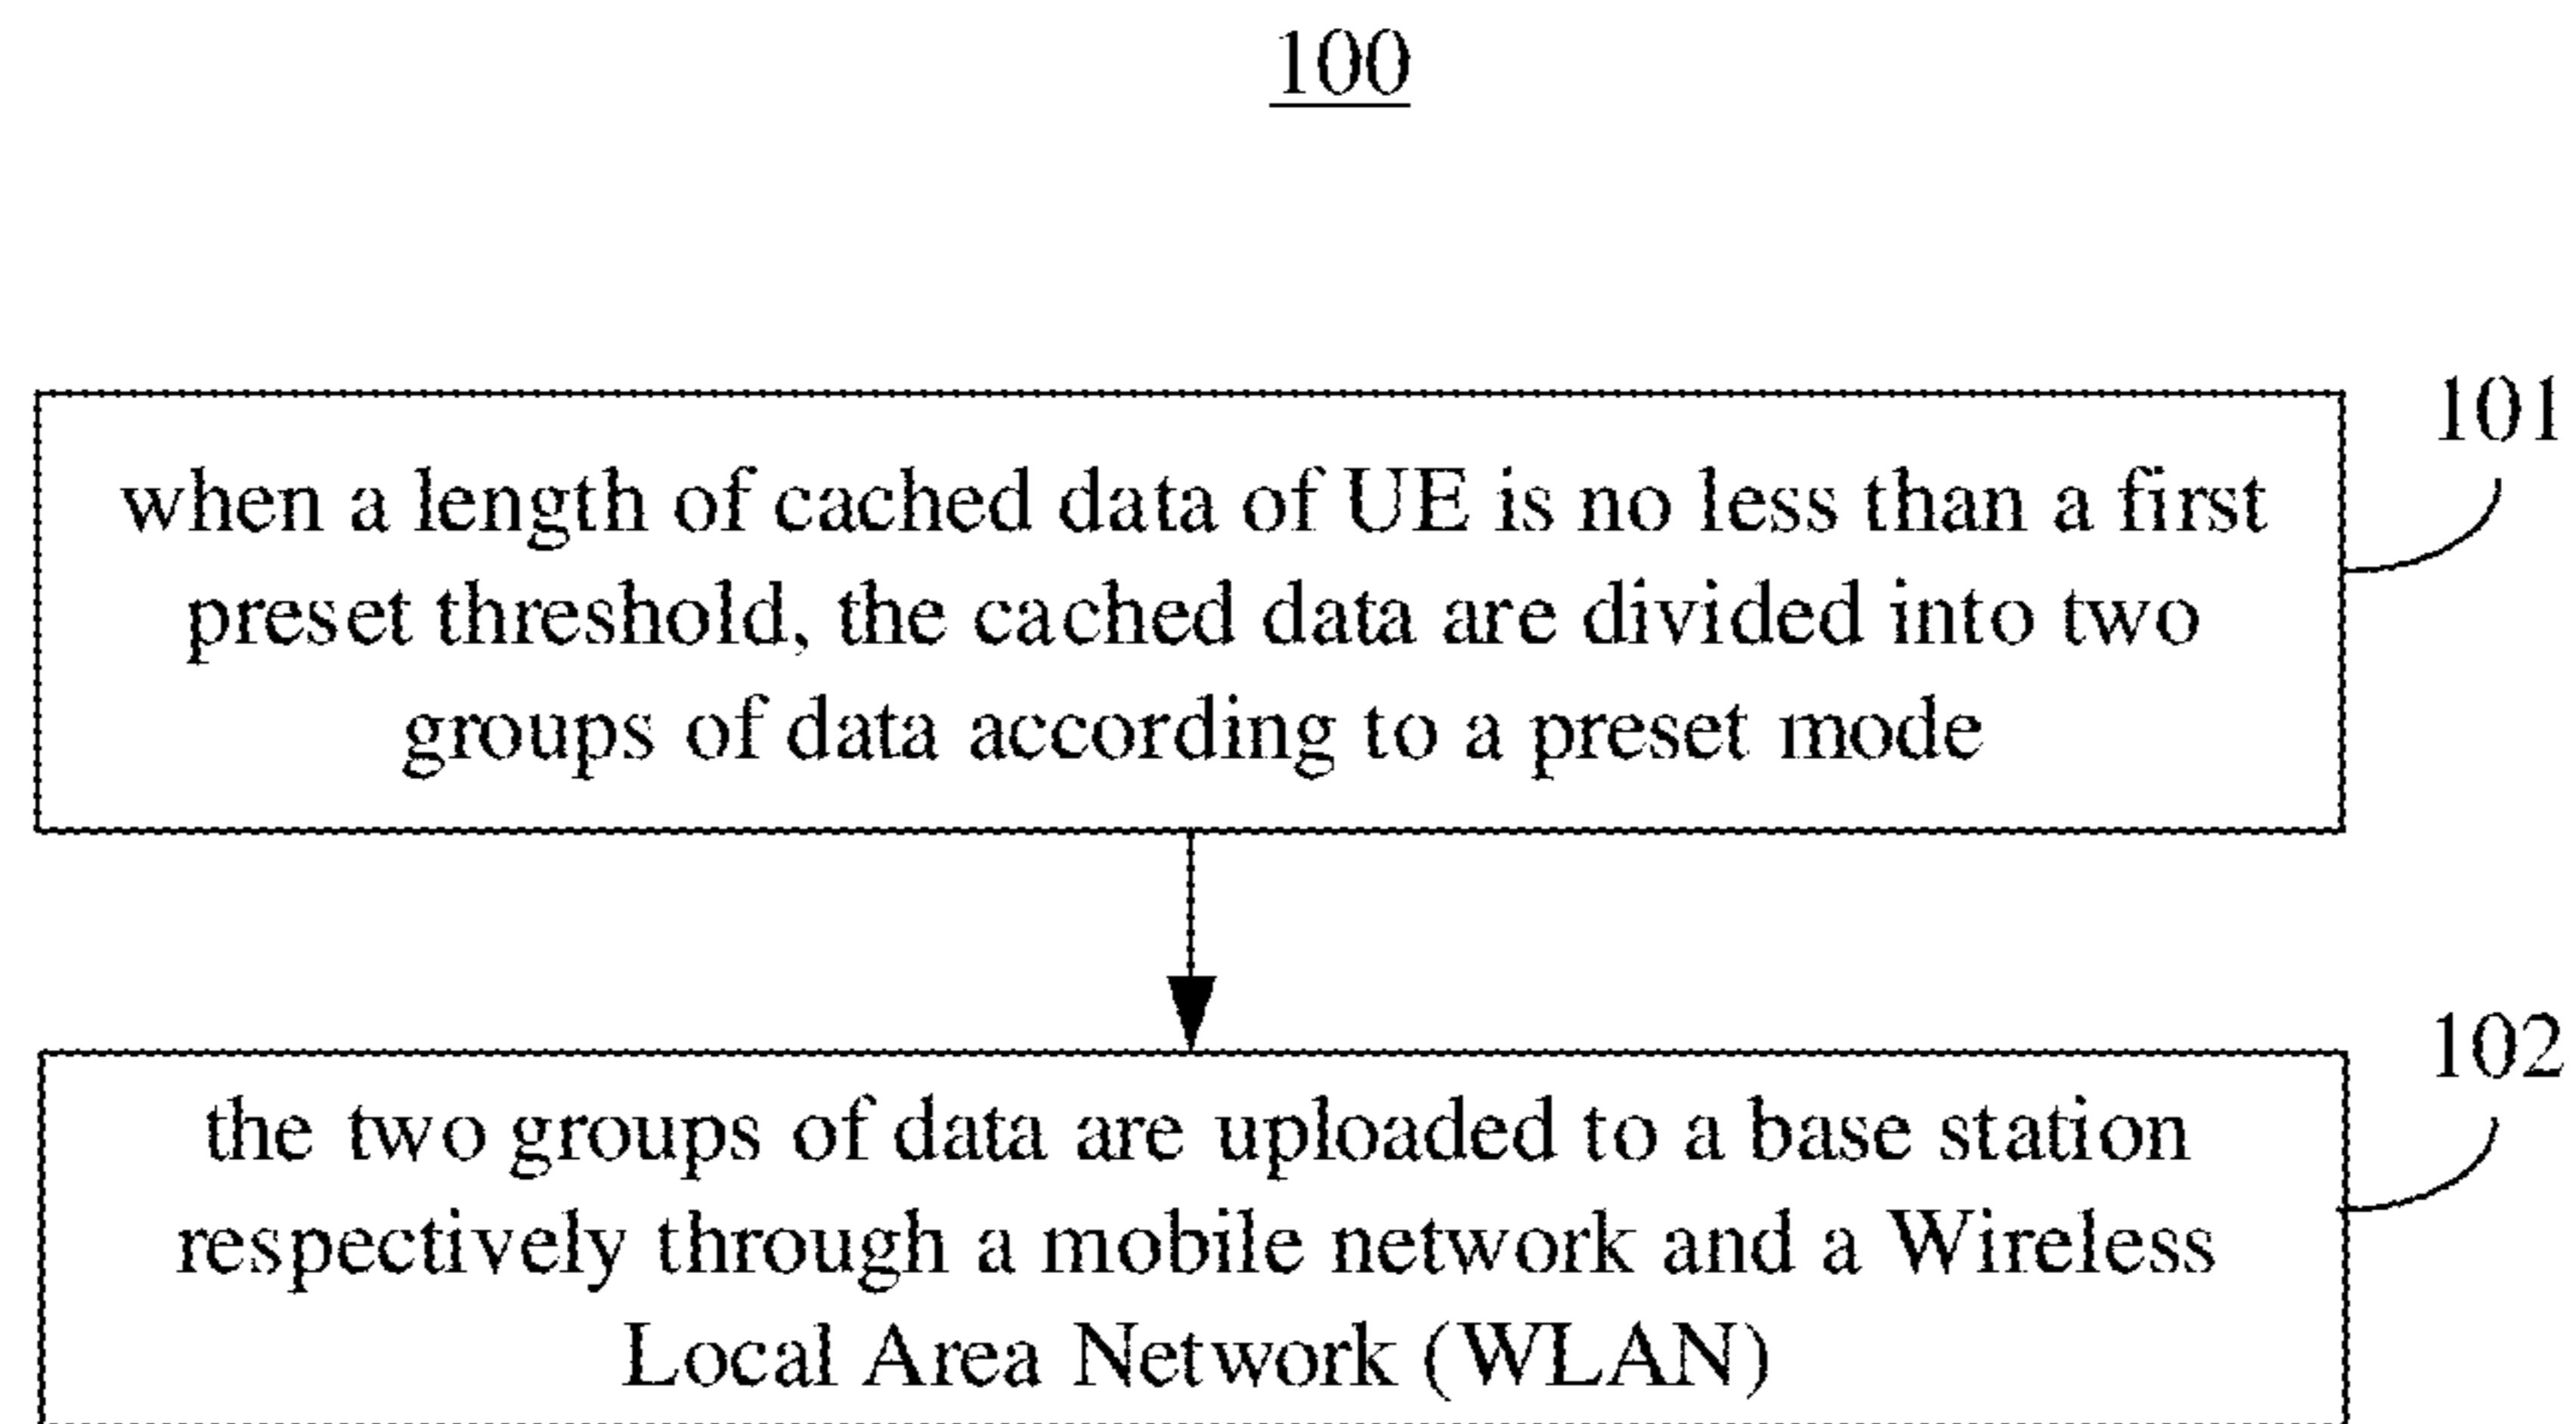 100
101
when a length of cached data of UE is no less than a first
preset threshold, the cached data are divided into two
groups of data according to a preset mode
102
the two groups of data are uploaded to a base station
respectively through a mobile network and a Wireless
Local Area Network (WLAN)